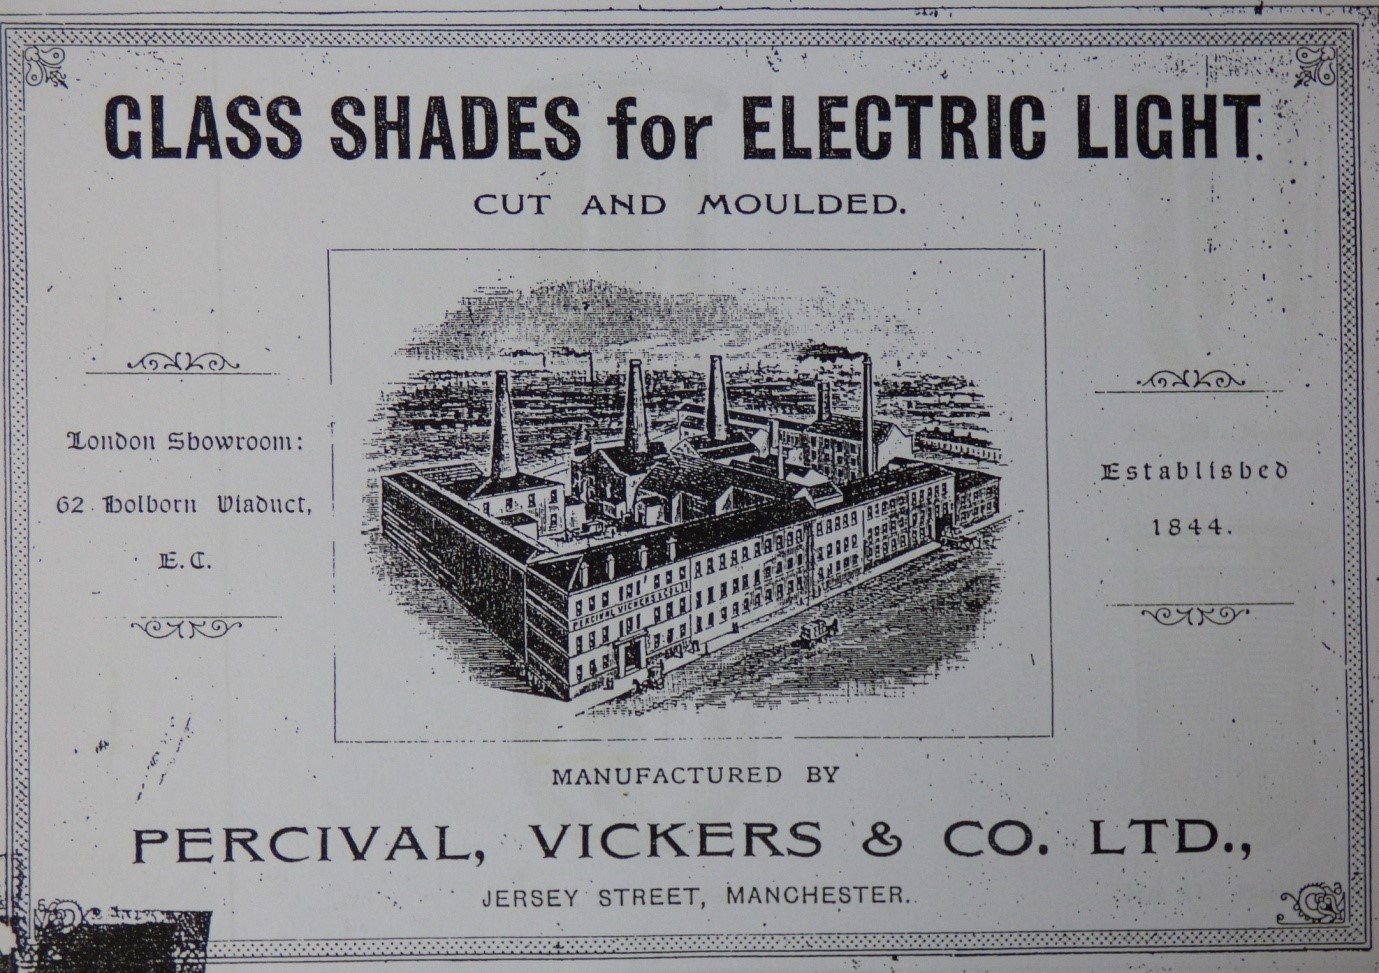 GLASS SHADES for ELECTRIC LIGHT.
CUT AND MOULDED.
London Showroom:
62 Holborn Viaduct,
E.C.
PERCIVAL VICKERS & Co LTD
Established
1844.
MANUFACTURED BY
PERCIVAL, VICKERS & CO. LTD.,
JERSEY STREET, MANCHESTER.